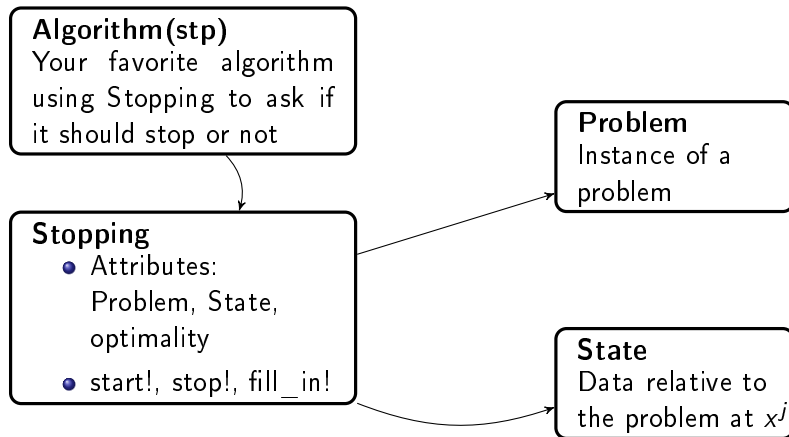 Algorithm(stp)
Your favorite algorithm
using Stopping to ask if
it should stop or not
Stopping
Attributes:
Problem, State,
optimality
start!, stop!, fill_in!
Problem
Instance of a
problem
State
Data relative to
the problem at x^j